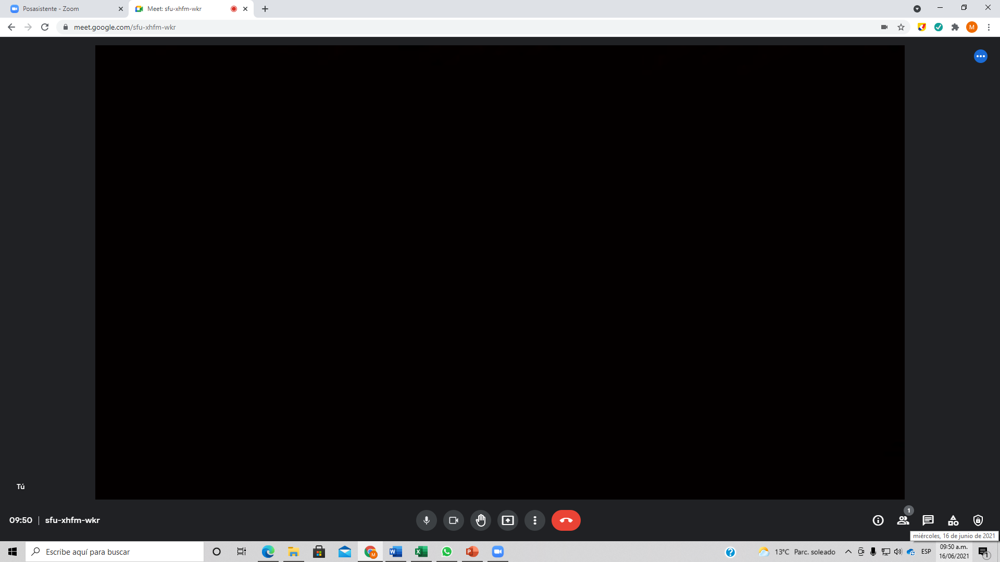 Posasistente - Zoom
Meet: sfu-xhfm-wkr
meet.google.com/sfu-xhfm-wkr
M
Tú
09:50 | sfu-xhfm-wkr
1
miércoles, 16 de junio de 2021
Escribe aquí para buscar
13°C Parc. soleado
ESP
09:50 a.m.
16/06/2021
1